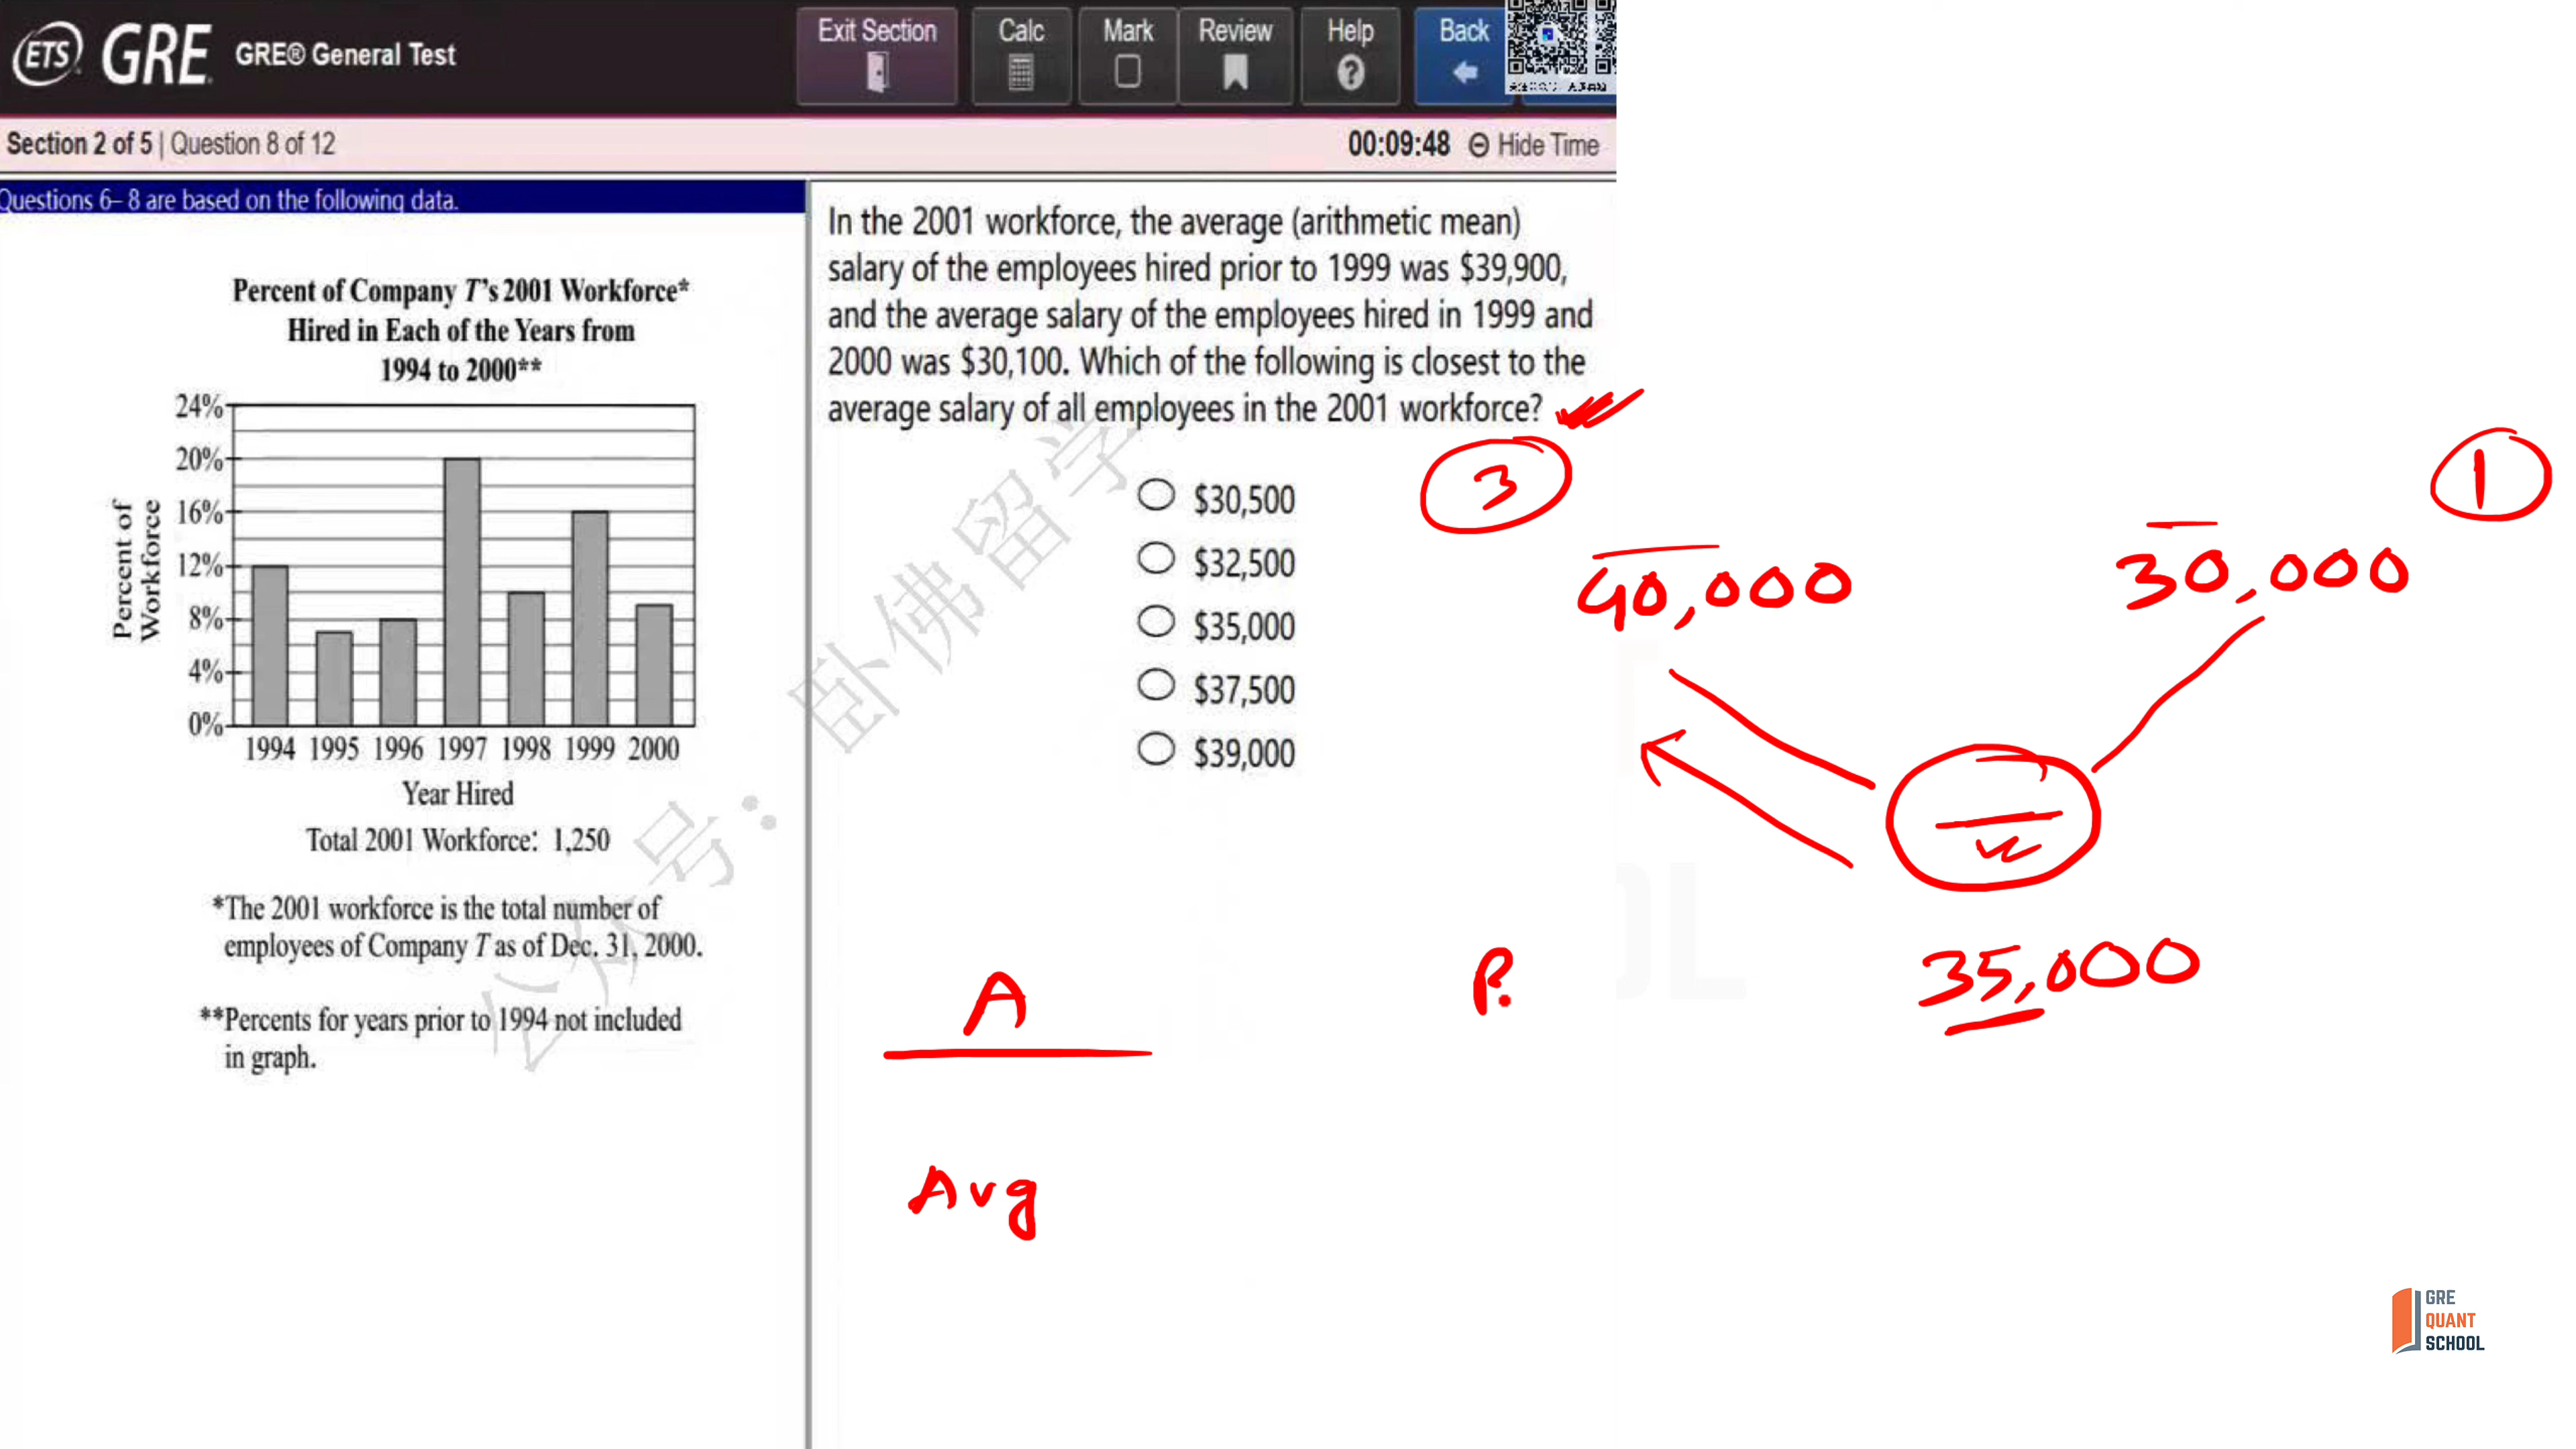 ETS GRE GRE® General Test
Exit Section
Calc
Mark
Review
Help
Back
Section 2 of 5 | Question 8 of 12
00:09:48 Hide Time
Questions 6–8 are based on the following data.
Percent of Company T's 2001 Workforce*
Hired in Each of the Years from
1994 to 2000**
24%
20%
16%
12%
8%
4%
0%
Percent of
Workforce
1994 1995 1996 1997 1998 1999 2000
Year Hired
Total 2001 Workforce: 1,250
*The 2001 workforce is the total number of
employees of Company T as of Dec. 31, 2000.
**Percents for years prior to 1994 not included
in graph.
In the 2001 workforce, the average (arithmetic mean)
salary of the employees hired prior to 1999 was $39,900,
and the average salary of the employees hired in 1999 and
2000 was $30,100. Which of the following is closest to the
average salary of all employees in the 2001 workforce?
$30,500
$32,500
$35,000
$37,500
$39,000
3
1
40,000
30,000
35,000
A
Avg
公众号：卧佛留学
GRE
QUANT
SCHOOL